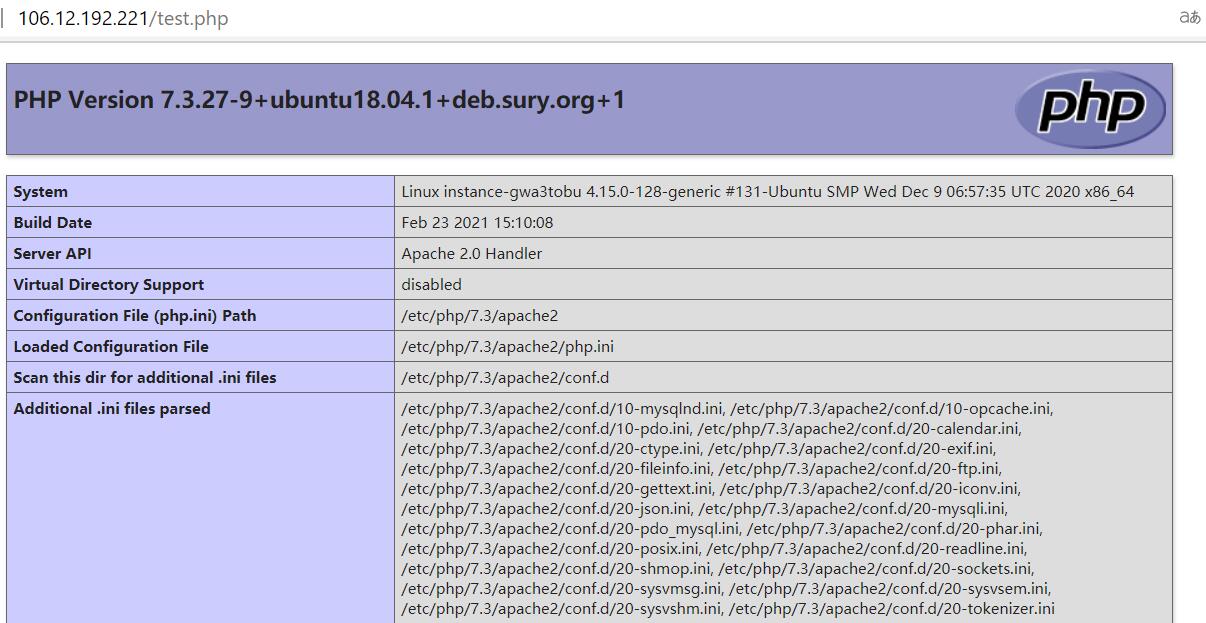 106.12.192.221/test.php
aあ
PHP Version 7.3.27-9+ubuntu18.04.1+deb.sury.org+1
php
System
Linux instance-gwa3tobu 4.15.0-128-generic #131-Ubuntu SMP Wed Dec 9 06:57:35 UTC 2020 x86_64
Build Date
Feb 23 2021 15:10:08
Server API
Apache 2.0 Handler
Virtual Directory Support
disabled
Configuration File (php.ini) Path
/etc/php/7.3/apache2
Loaded Configuration File
/etc/php/7.3/apache2/php.ini
Scan this dir for additional .ini files
/etc/php/7.3/apache2/conf.d
Additional .ini files parsed
/etc/php/7.3/apache2/conf.d/10-mysqlnd.ini, /etc/php/7.3/apache2/conf.d/10-opcache.ini,
/etc/php/7.3/apache2/conf.d/10-pdo.ini, /etc/php/7.3/apache2/conf.d/20-calendar.ini,
/etc/php/7.3/apache2/conf.d/20-ctype.ini, /etc/php/7.3/apache2/conf.d/20-exif.ini,
/etc/php/7.3/apache2/conf.d/20-fileinfo.ini, /etc/php/7.3/apache2/conf.d/20-ftp.ini,
/etc/php/7.3/apache2/conf.d/20-gettext.ini, /etc/php/7.3/apache2/conf.d/20-iconv.ini,
/etc/php/7.3/apache2/conf.d/20-json.ini, /etc/php/7.3/apache2/conf.d/20-mysqli.ini,
/etc/php/7.3/apache2/conf.d/20-pdo_mysql.ini, /etc/php/7.3/apache2/conf.d/20-phar.ini,
/etc/php/7.3/apache2/conf.d/20-posix.ini, /etc/php/7.3/apache2/conf.d/20-readline.ini,
/etc/php/7.3/apache2/conf.d/20-shmop.ini, /etc/php/7.3/apache2/conf.d/20-sockets.ini,
/etc/php/7.3/apache2/conf.d/20-sysvmsg.ini, /etc/php/7.3/apache2/conf.d/20-sysvsem.ini,
/etc/php/7.3/apache2/conf.d/20-sysvshm.ini, /etc/php/7.3/apache2/conf.d/20-tokenizer.ini